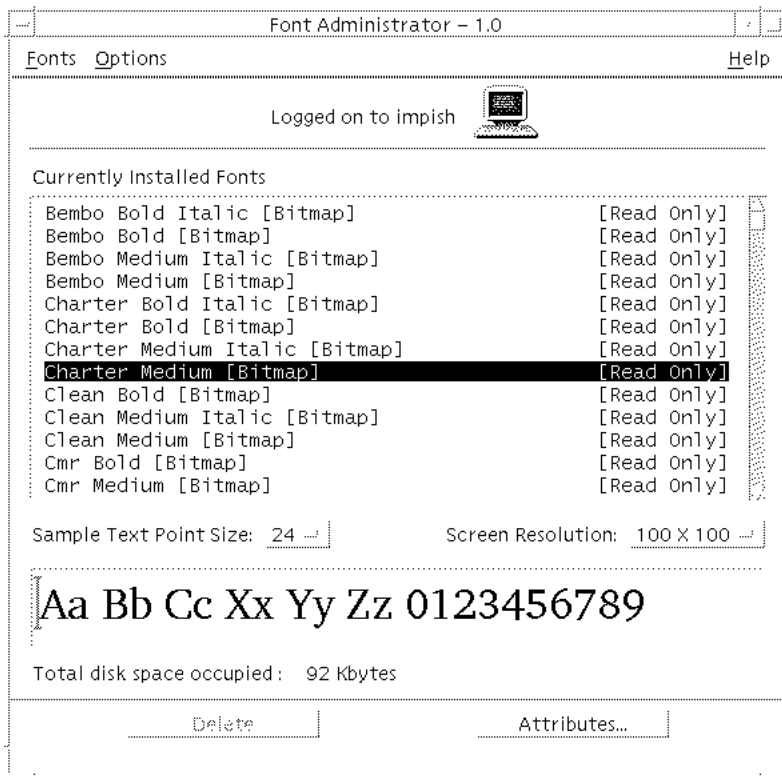 Font Administrator – 1.0
Fonts Options Help
Logged on to impish
Currently Installed Fonts
Bembo Bold Italic [Bitmap] [Read Only]
Bembo Bold [Bitmap] [Read Only]
Bembo Medium Italic [Bitmap] [Read Only]
Bembo Medium [Bitmap] [Read Only]
Charter Bold Italic [Bitmap] [Read Only]
Charter Bold [Bitmap] [Read Only]
Charter Medium Italic [Bitmap] [Read Only]
Charter Medium [Bitmap] [Read Only]
Clean Bold [Bitmap] [Read Only]
Clean Medium Italic [Bitmap] [Read Only]
Clean Medium [Bitmap] [Read Only]
Cmr Bold [Bitmap] [Read Only]
Cmr Medium [Bitmap] [Read Only]
Sample Text Point Size: 24 Screen Resolution: 100 X 100
Aa Bb Cc Xx Yy Zz 0123456789
Total disk space occupied : 92 Kbytes
Delete Attributes...